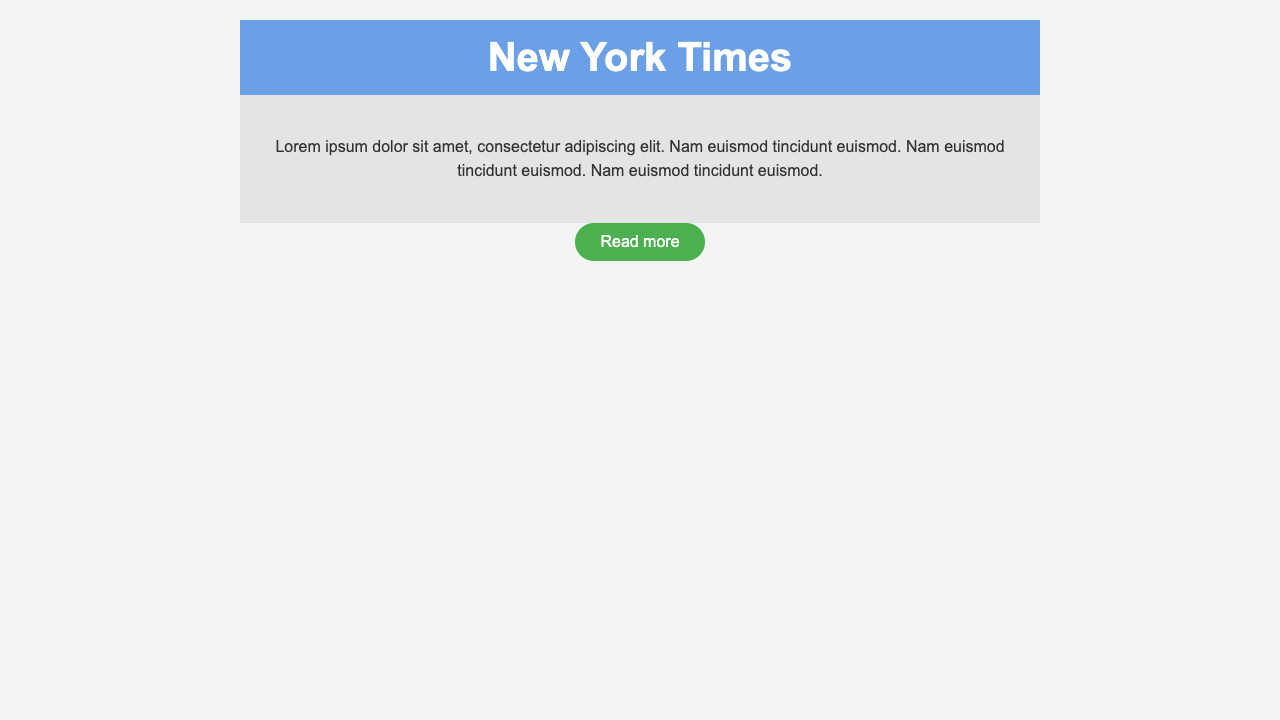 New York Times
Lorem ipsum dolor sit amet, consectetur adipiscing elit. Nam euismod tincidunt euismod. Nam euismod
tincidunt euismod. Nam euismod tincidunt euismod.
Read more